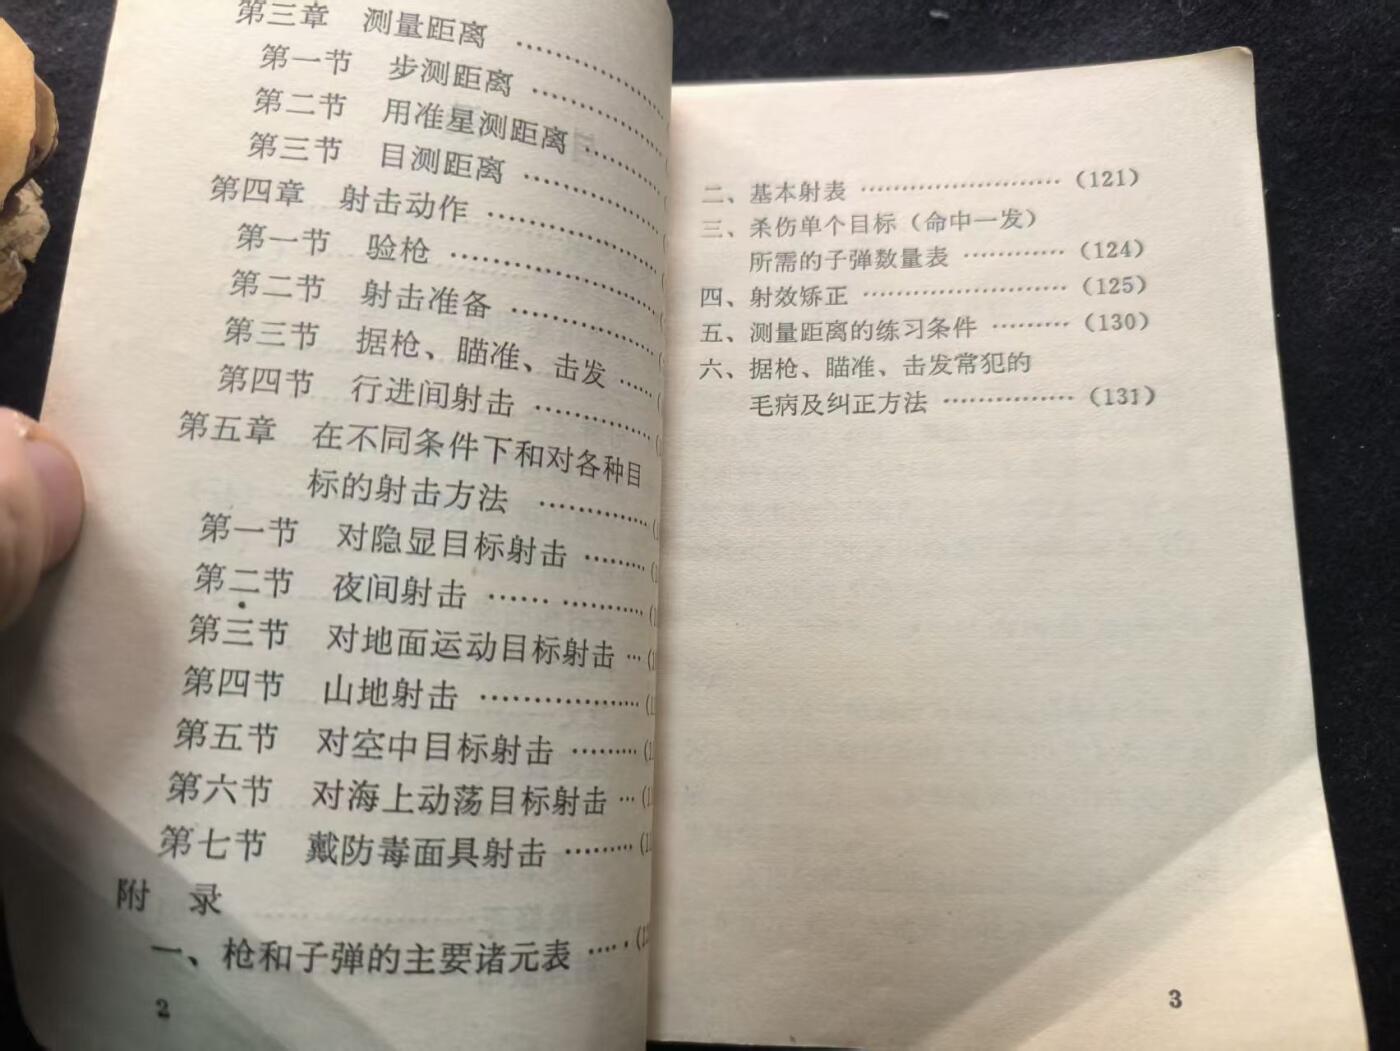 第三章 测量距离 ……………
第一节 步测距离 ……………
第二节 用准星测距离 ………
第三节 目测距离 ……………
第四章 射击动作 ………………
第一节 验枪 …………………
第二节 射击准备 ……………
第三节 据枪、瞄准、击发 ……
第四节 行进间射击 …………
第五章 在不同条件下和对各种目
标的射击方法 …………
第一节 对隐显目标射击 ………
第二节 夜间射击 …… …………
第三节 对地面运动目标射击 …
第四节 山地射击 ………………
第五节 对空中目标射击 ………
第六节 对海上动荡目标射击 …
第七节 戴防毒面具射击 ………
附 录
一、枪和子弹的主要诸元表 ……
2
二、基本射表 ……………………(121)
三、杀伤单个目标(命中一发)
所需的子弹数量表 …………(124)
四、射效矫正 ……………………(125)
五、测量距离的练习条件 ………(130)
六、据枪、瞄准、击发常犯的
毛病及纠正方法 ……………(131)
3